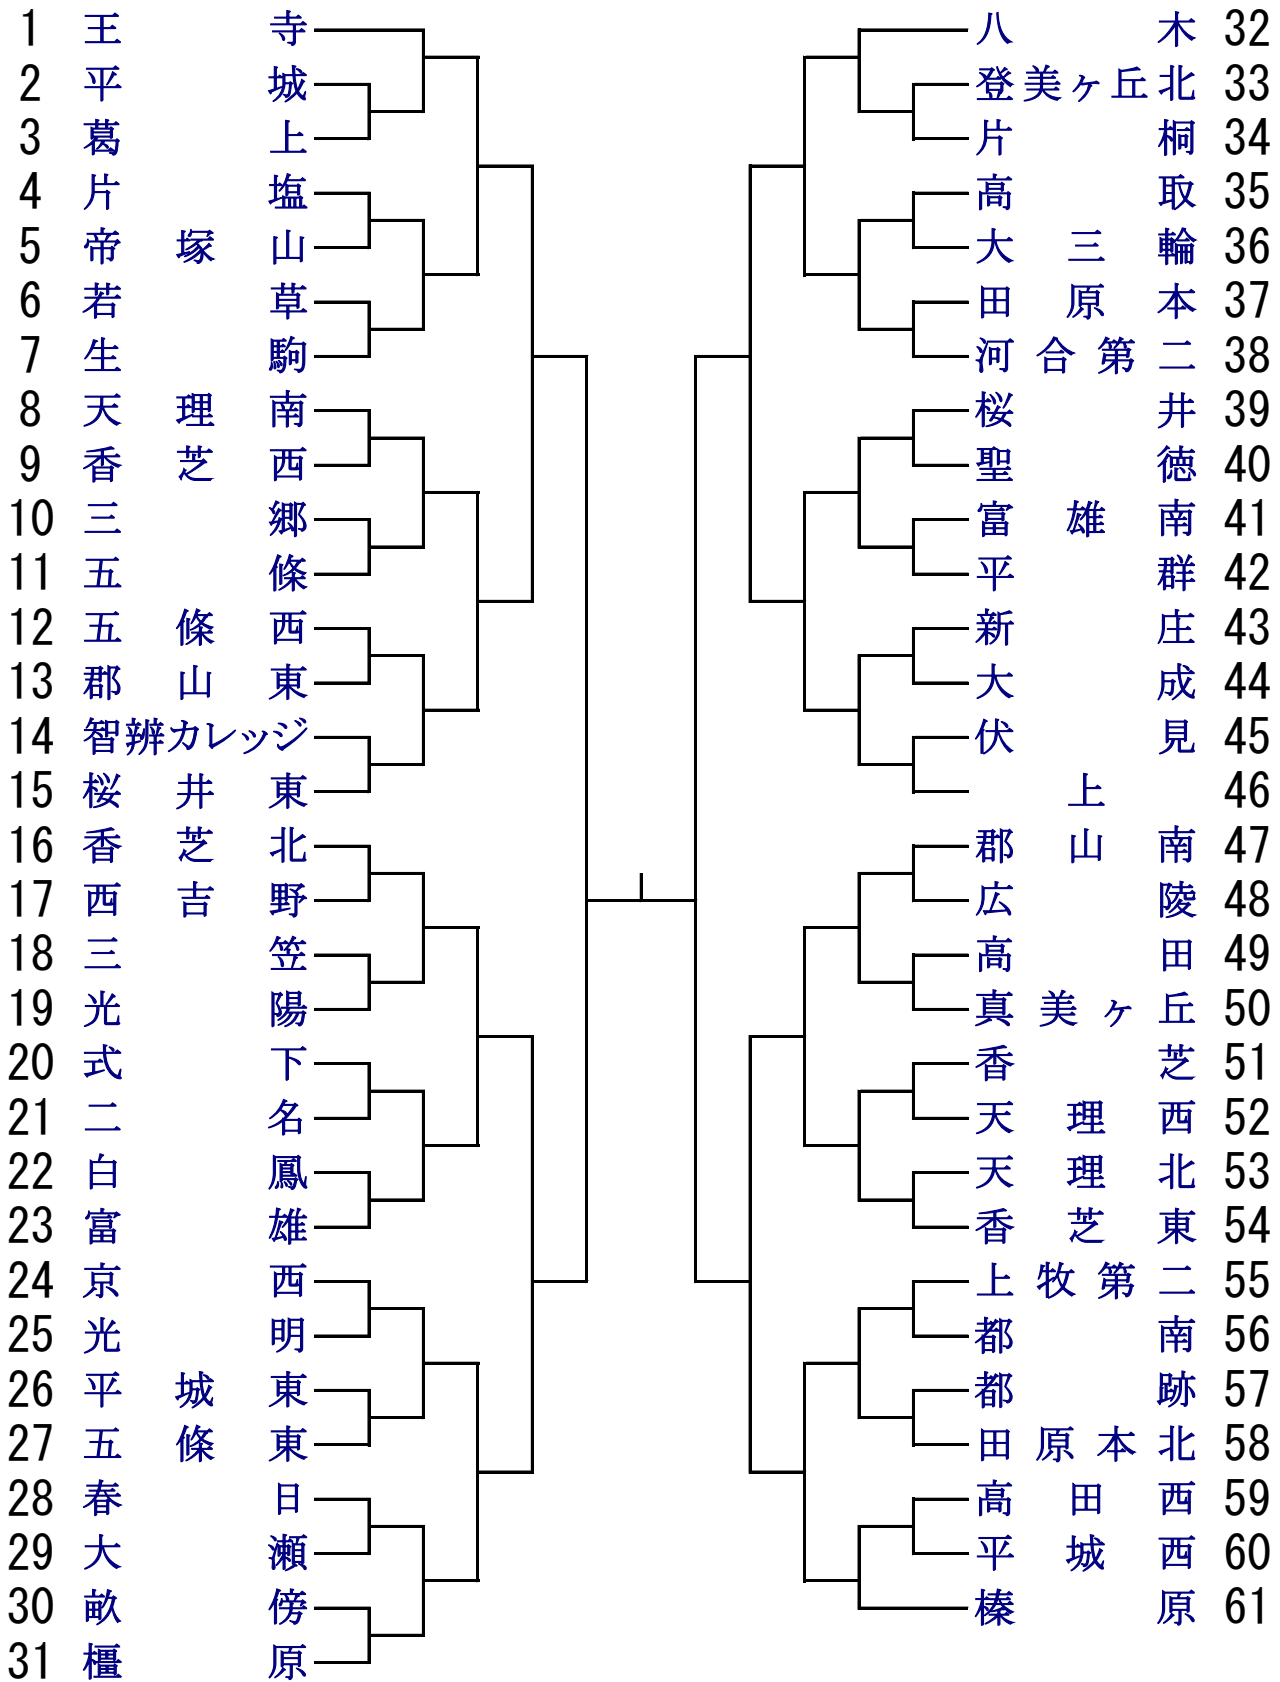 1 王寺
2 平城
3 葛上
4 片塩
5 帝塚山
6 若草
7 生駒
8 天理南
9 香芝西
10 三郷
11 五條
12 五條西
13 郡山東
14 智辨カレッジ
15 桜井東
16 香芝北
17 西吉野
18 三笠
19 光陽
20 式下
21 二名
22 白鳳
23 富雄
24 京西
25 光明
26 平城東
27 五條東
28 春日
29 大瀬
30 畝傍
31 橿原
八木 32
登美ヶ丘北 33
片桐 34
高取 35
大三輪 36
田原本 37
河合第二 38
桜井 39
聖徳 40
富雄南 41
平群 42
新庄 43
大成 44
伏見 45
上 46
郡山南 47
広陵 48
高田 49
真美ヶ丘 50
香芝 51
天理西 52
天理北 53
香芝東 54
上牧第二 55
都南 56
都跡 57
田原本北 58
高田西 59
平城西 60
榛原 61